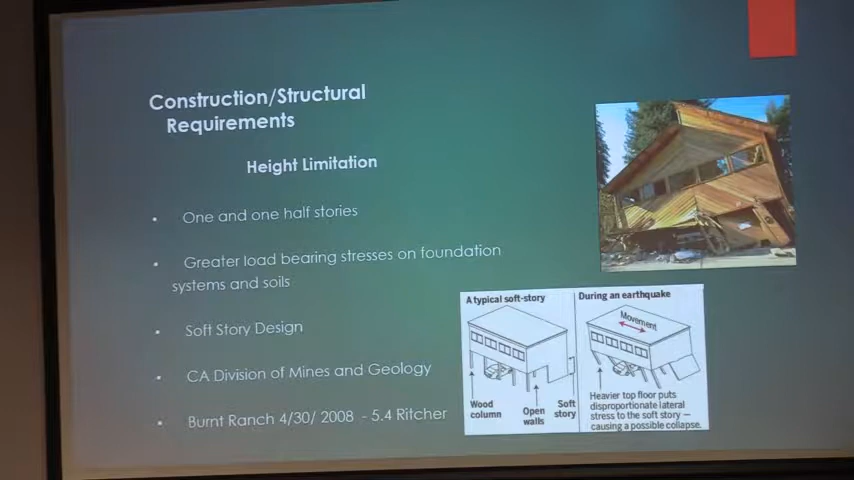 Construction/Structural
Requirements
Height Limitation
One and one half stories
Greater load bearing stresses on foundation
systems and soils
Soft Story Design
CA Division of Mines and Geology
Burnt Ranch 4/30/ 2008 - 5.4 Ritcher
A typical soft-story
Wood
column
Open
walls
Soft
story
During an earthquake
Movement
Heavier top floor puts
disproportionate lateral
stress to the soft story —
causing a possible collapse.